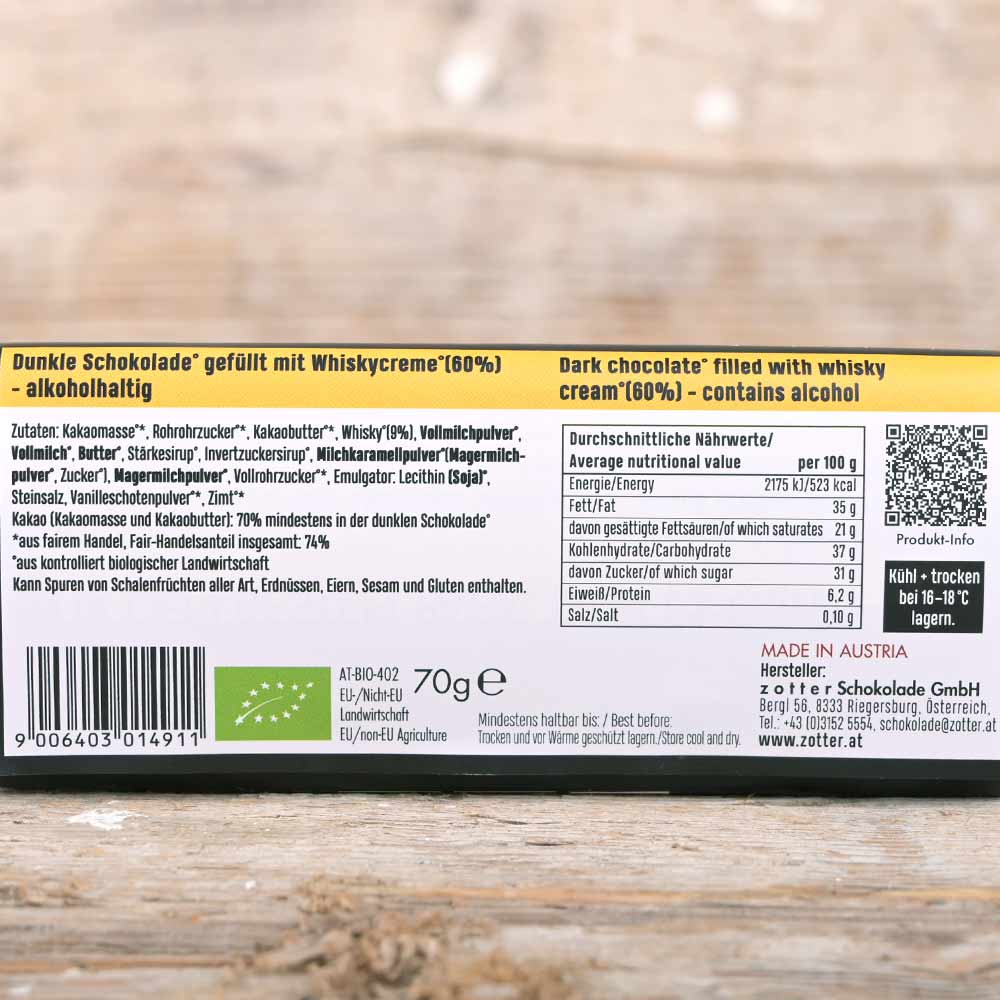 Dunkle Schokolade° gefüllt mit Whiskycreme°(60%)
- alkoholhaltig
Dark chocolate° filled with whisky
cream°(60%) - contains alcohol
Zutaten: Kakaomasse°*, Rohrohrzucker°*, Kakaobutter°*, Whisky°(9%), Vollmilchpulver°,
Vollmilch°, Butter°, Stärkesirup°, Invertzuckersirup°, Milchkaramellpulver°(Magermilch-
pulver°, Zucker°), Magermilchpulver°, Vollrohrzucker°*, Emulgator: Lecithin (Soja)°,
Steinsalz, Vanilleschotenpulver°*, Zimt°*
Kakao (Kakaomasse und Kakaobutter): 70% mindestens in der dunklen Schokolade°
*aus fairem Handel, Fair-Handelsanteil insgesamt: 74%
°aus kontrolliert biologischer Landwirtschaft
Kann Spuren von Schalenfrüchten aller Art, Erdnüssen, Eiern, Sesam und Gluten enthalten.
Durchschnittliche Nährwerte/
Average nutritional value per 100 g
Energie/Energy 2175 kJ/523 kcal
Fett/Fat 35 g
davon gesättigte Fettsäuren/of which saturates 21 g
Kohlenhydrate/Carbohydrate 37 g
davon Zucker/of which sugar 31 g
Eiweiß/Protein 6,2 g
Salz/Salt 0,10 g
Produkt-Info
Kühl + trocken
bei 16-18°C
lagern.
9 006403 014911
AT-BIO-402
EU-/Nicht-EU
Landwirtschaft
EU/non-EU Agriculture
70g ℮
Mindestens haltbar bis: / Best before:
Trocken und vor Wärme geschützt lagern./Store cool and dry.
MADE IN AUSTRIA
Hersteller:
zotter Schokolade GmbH
Bergl 56, 8333 Riegersburg, Österreich,
Tel.: +43 (0)3152 5554, schokolade@zotter.at
www.zotter.at